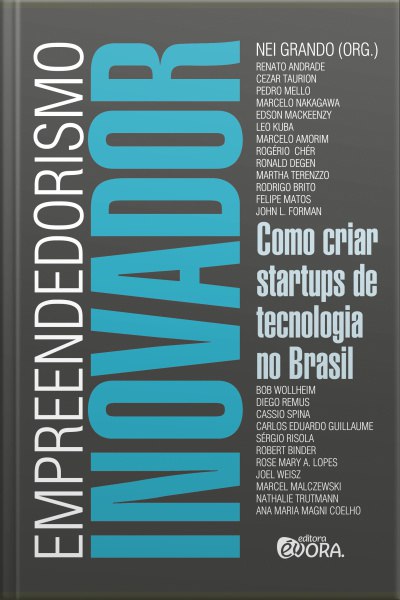 EMPREENDEDORISMO
INOVADOR
NEI GRANDO (ORG.)
RENATO ANDRADE
CEZAR TAURION
PEDRO MELLO
MARCELO NAKAGAWA
EDSON MACKEENZY
LEO KUBA
MARCELO AMORIM
ROGÉRIO CHÉR
RONALD DEGEN
MARTHA TERENZZO
RODRIGO BRITO
FELIPE MATOS
JOHN L. FORMAN
Como criar
startups de
tecnologia
no Brasil
BOB WOLLHEIM
DIEGO REMUS
CASSIO SPINA
CARLOS EDUARDO GUILLAUME
SÉRGIO RISOLA
ROBERT BINDER
ROSE MARY A. LOPES
JOEL WEISZ
MARCEL MALCZEWSKI
NATHALIE TRUTMANN
ANA MARIA MAGNI COELHO
editora
évORA.